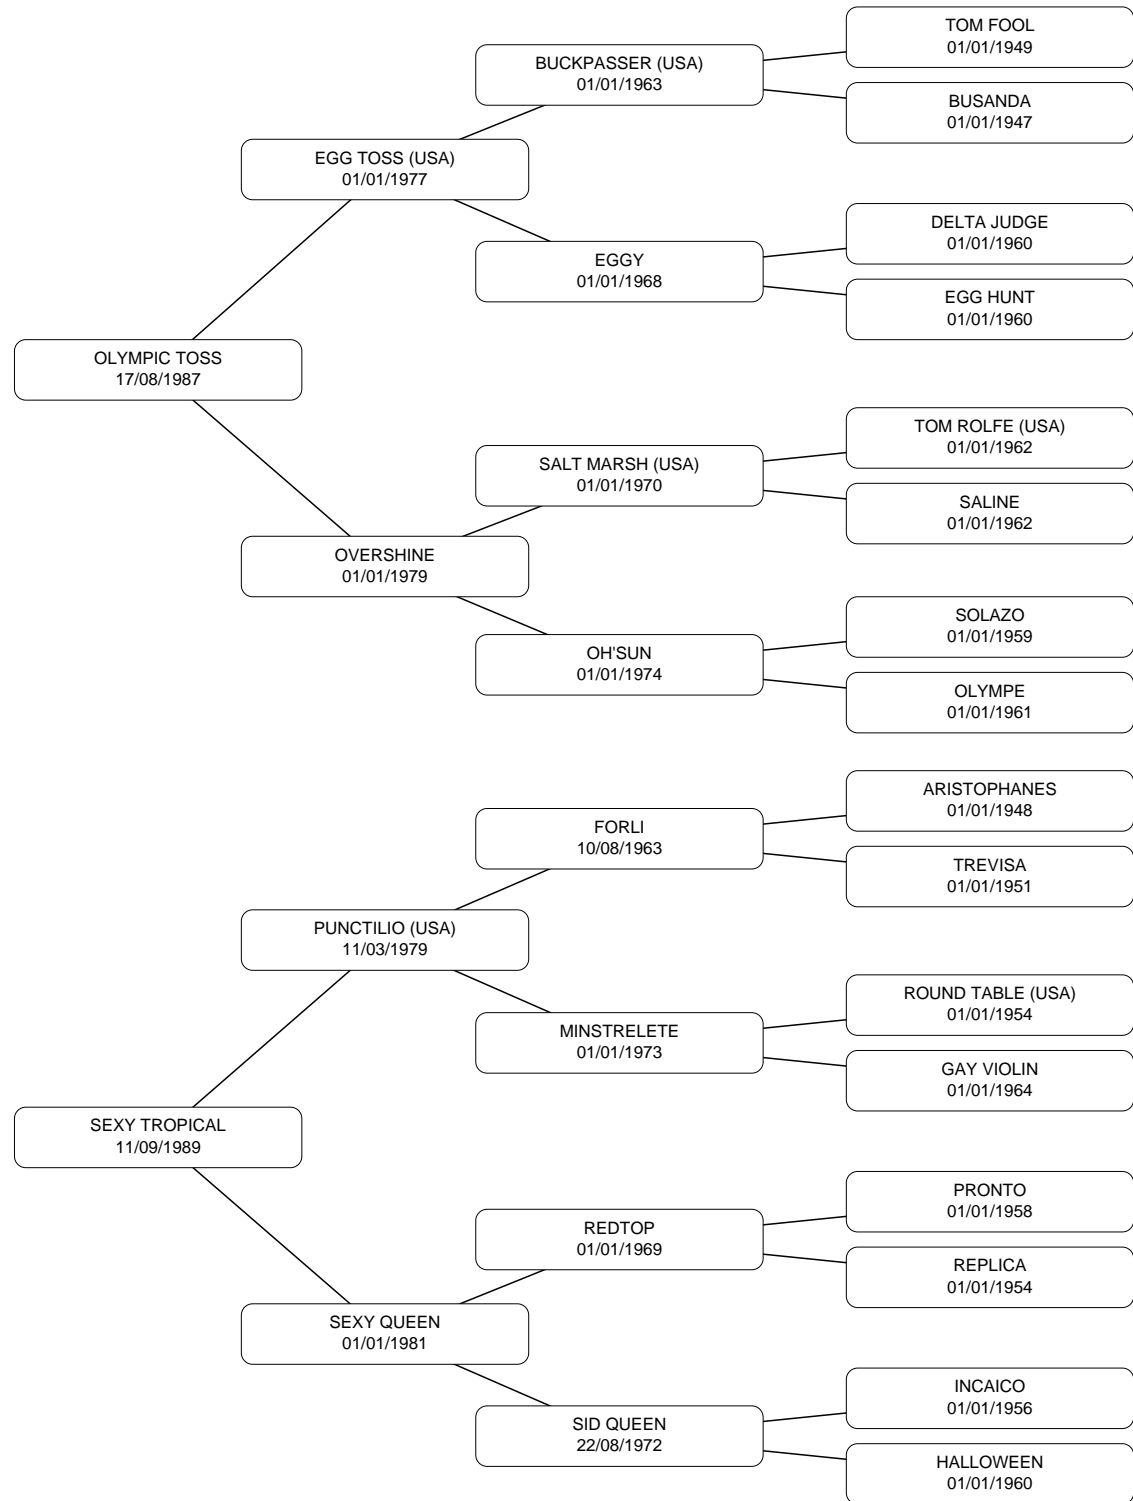 TOM FOOL
01/01/1949
BUCKPASSER (USA)
01/01/1963
BUSANDA
01/01/1947
EGG TOSS (USA)
01/01/1977
DELTA JUDGE
01/01/1960
EGGY
01/01/1968
EGG HUNT
01/01/1960
OLYMPIC TOSS
17/08/1987
TOM ROLFE (USA)
01/01/1962
SALT MARSH (USA)
01/01/1970
SALINE
01/01/1962
OVERSHINE
01/01/1979
SOLAZO
01/01/1959
OH'SUN
01/01/1974
OLYMPE
01/01/1961
ARISTOPHANES
01/01/1948
FORLI
10/08/1963
TREVISA
01/01/1951
PUNCTILIO (USA)
11/03/1979
ROUND TABLE (USA)
01/01/1954
MINSTRELETE
01/01/1973
GAY VIOLIN
01/01/1964
SEXY TROPICAL
11/09/1989
PRONTO
01/01/1958
REDTOP
01/01/1969
REPLICA
01/01/1954
SEXY QUEEN
01/01/1981
INCAICO
01/01/1956
SID QUEEN
22/08/1972
HALLOWEEN
01/01/1960